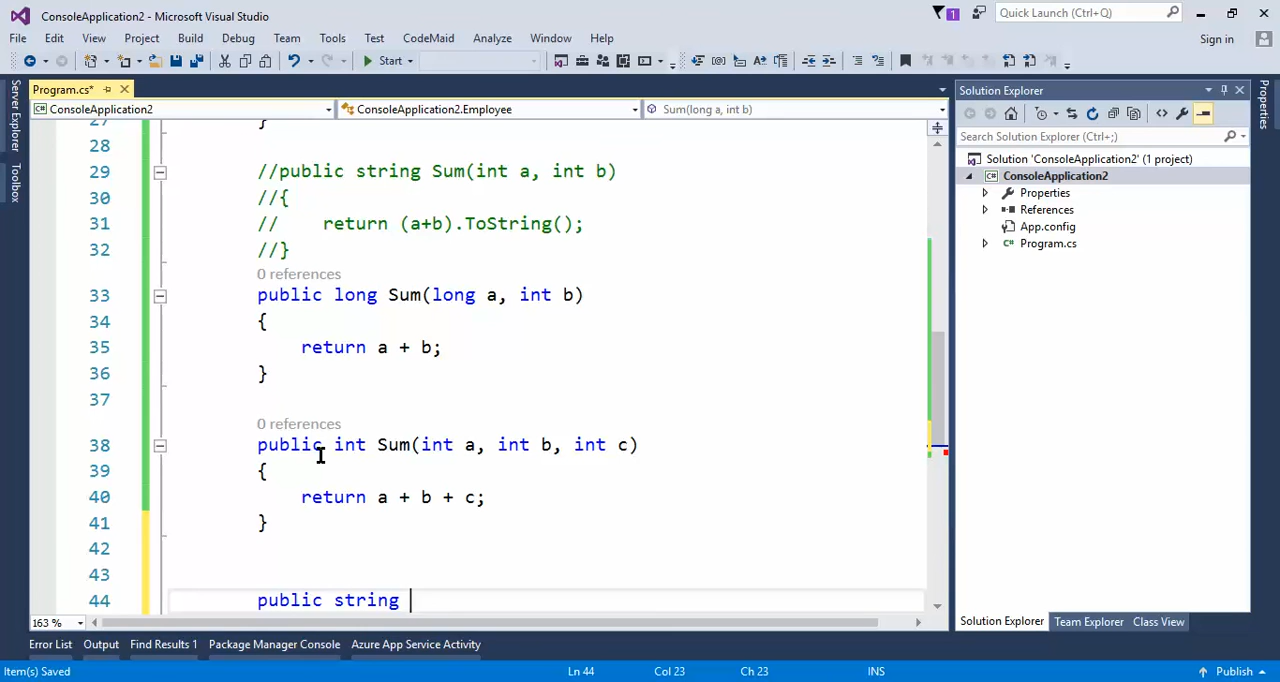 ConsoleApplication2 - Microsoft Visual Studio
1
Quick Launch (Ctrl+Q)
File Edit View Project Build Debug Team Tools Test CodeMaid Analyze Window Help
Sign in
Start
Program.cs*
Solution Explorer
ConsoleApplication2
ConsoleApplication2.Employee
Sum(long a, int b)
Server Explorer
Toolbox
Properties
Search Solution Explorer (Ctrl+;)
Solution 'ConsoleApplication2' (1 project)
ConsoleApplication2
Properties
References
App.config
Program.cs
27 }
28
29 //public string Sum(int a, int b)
30 //{
31 //    return (a+b).ToString();
32 //}
0 references
33 public long Sum(long a, int b)
34 {
35 return a + b;
36 }
37
0 references
38 public int Sum(int a, int b, int c)
39 {
40 return a + b + c;
41 }
42
43
44 public string
163 %
Solution Explorer Team Explorer Class View
Error List Output Find Results 1 Package Manager Console Azure App Service Activity
Item(s) Saved Ln 44 Col 23 Ch 23 INS Publish